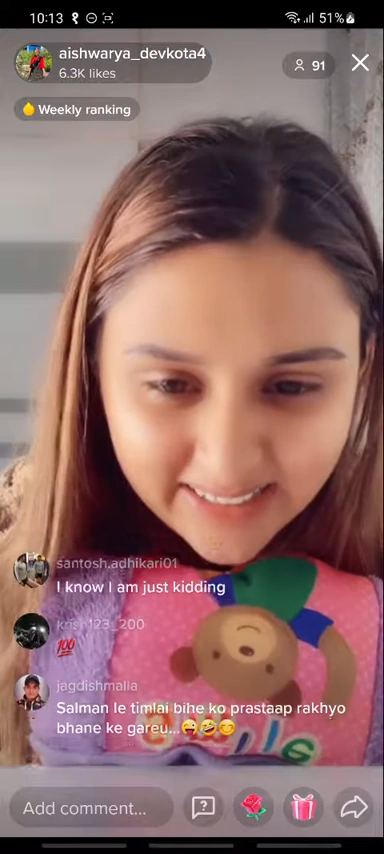 10:13
51%
aishwarya_devkota4
6.3K likes
91
Weekly ranking
santosh.adhikari01
I know I am just kidding
krish123_200
💯
jagdishmalla
Salman le timlai bihe ko prastaap rakhyo
bhane ke gareu...😜🤣😋
Add comment...